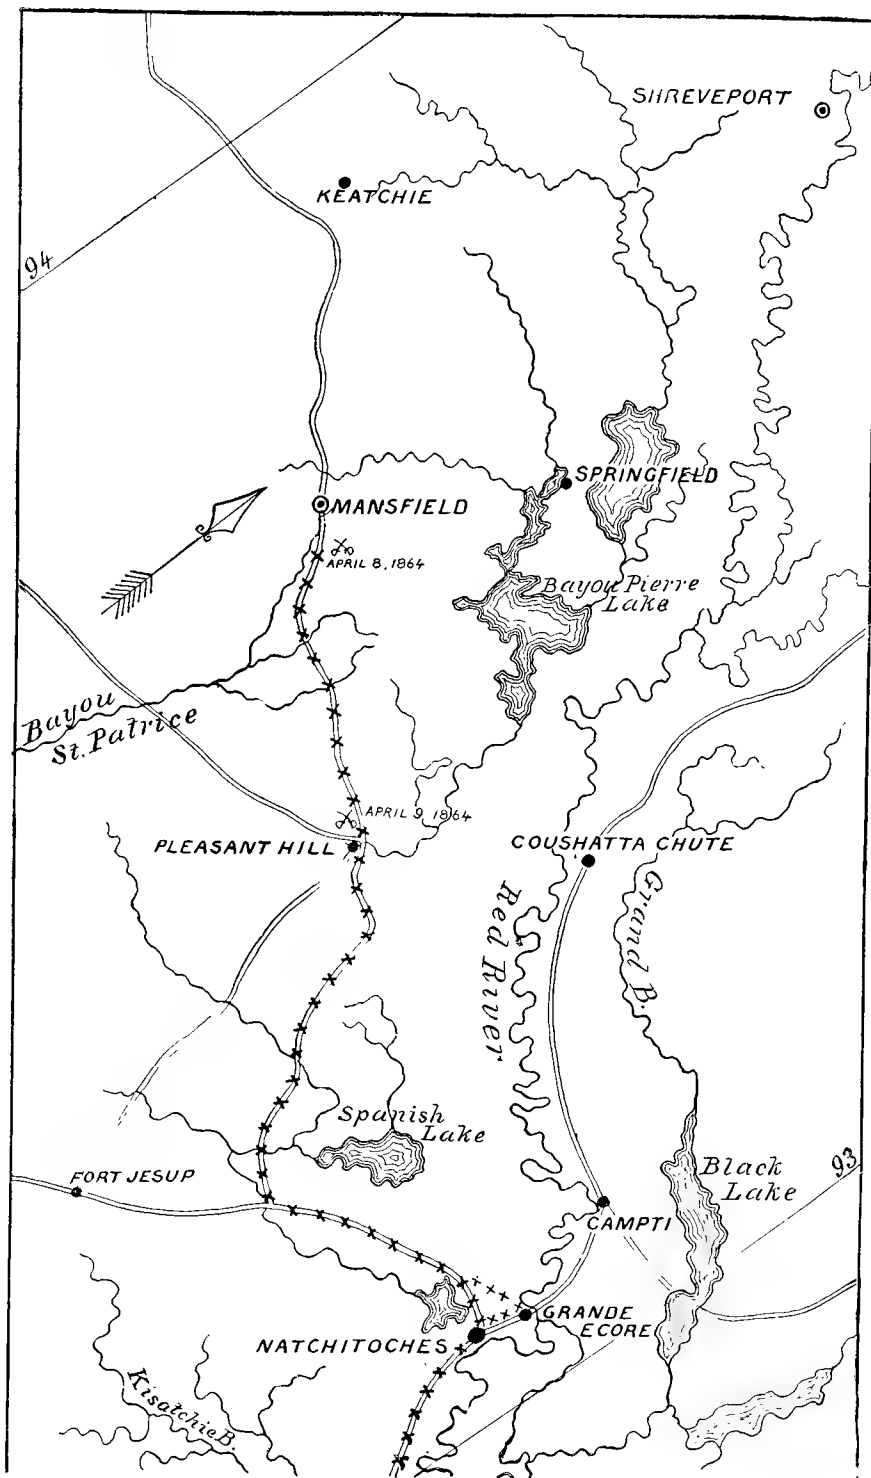 SHREVEPORT
KEATCHIE
94
SPRINGFIELD
MANSFIELD
APRIL 8, 1864
Bayou Pierre
Lake
Bayou
St. Patrice
APRIL 9, 1864
PLEASANT HILL
COUSHATTA CHUTE
Red River
Grand B.
Spanish
Lake
Black
Lake
93
FORT JESUP
CAMPTI
GRANDE
ECORE
NATCHITOCHES
Kisatchie B.